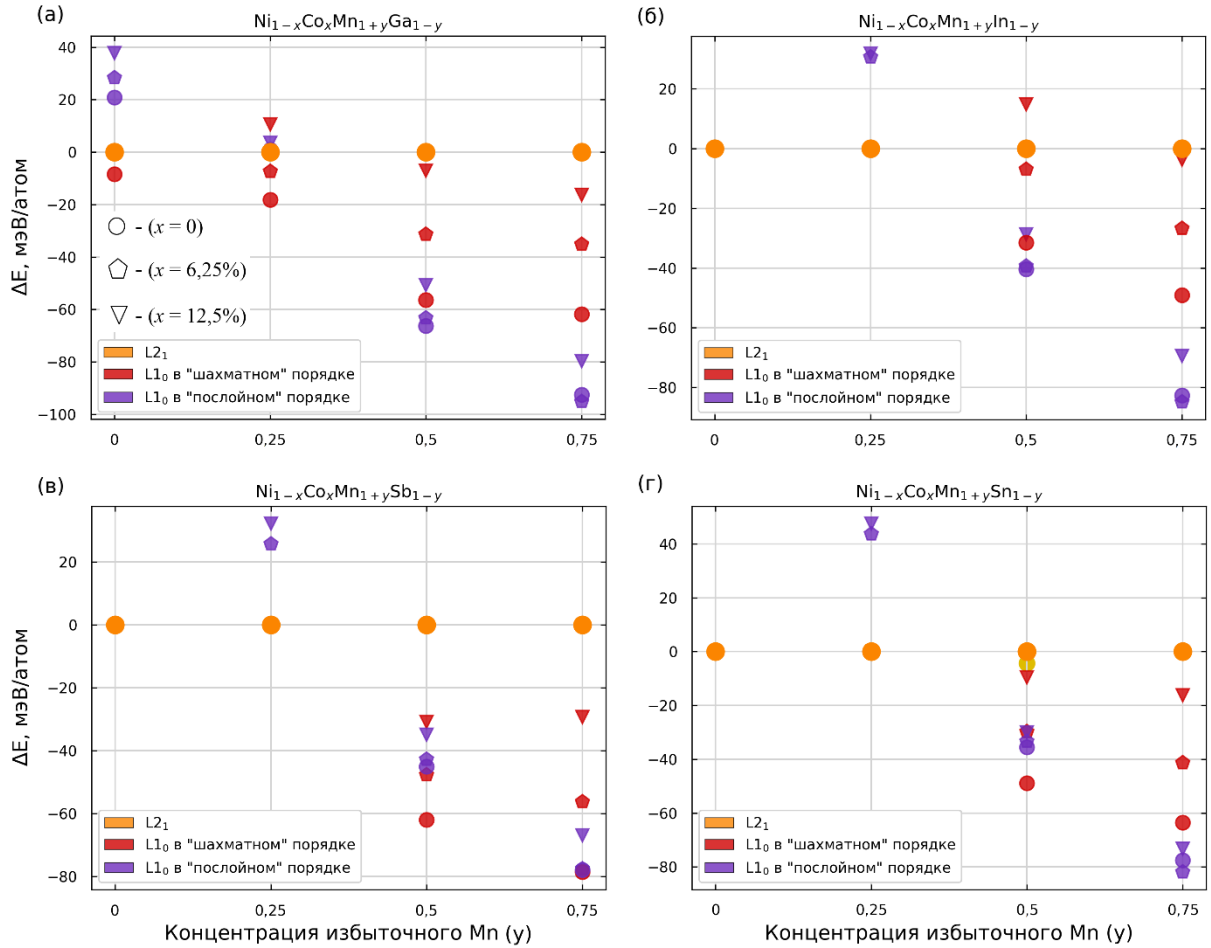 (а)
Ni₁₋ₓCoₓMn₁₊ᵧGa₁₋ᵧ
40
20
0
−20
−40
−60
−80
−100
ΔE, мэВ/атом
- (x = 0)
- (x = 6,25%)
- (x = 12,5%)
L2₁
L1₀ в "шахматном" порядке
L1₀ в "послойном" порядке
0
0,25
0,5
0,75
(б)
Ni₁₋ₓCoₓMn₁₊ᵧIn₁₋ᵧ
20
0
−20
−40
−60
−80
L2₁
L1₀ в "шахматном" порядке
L1₀ в "послойном" порядке
0
0,25
0,5
0,75
(в)
Ni₁₋ₓCoₓMn₁₊ᵧSb₁₋ᵧ
20
0
−20
−40
−60
−80
ΔE, мэВ/атом
L2₁
L1₀ в "шахматном" порядке
L1₀ в "послойном" порядке
0
0,25
0,5
0,75
Концентрация избыточного Mn (y)
(г)
Ni₁₋ₓCoₓMn₁₊ᵧSn₁₋ᵧ
40
20
0
−20
−40
−60
−80
L2₁
L1₀ в "шахматном" порядке
L1₀ в "послойном" порядке
0
0,25
0,5
0,75
Концентрация избыточного Mn (y)